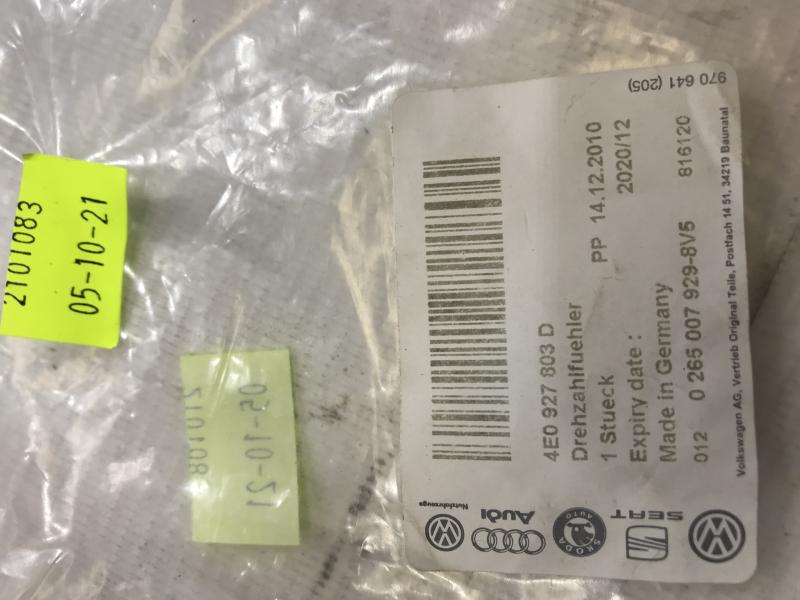 2101083
05-10-21
05-10-21
210108
970 641 (205)
4E0 927 803 D
Drehzahlfuehler
1 Stueck PP 14.12.2010
Expiry date : 2020/12
Made in Germany
012 0 265 007 929-8V5 816120
Volkswagen AG, Vertrieb Original Teile, Postfach 14 51, 34219 Baunatal
Nutzfahrzeuge
Audi
SKODA
AUTO
SEAT